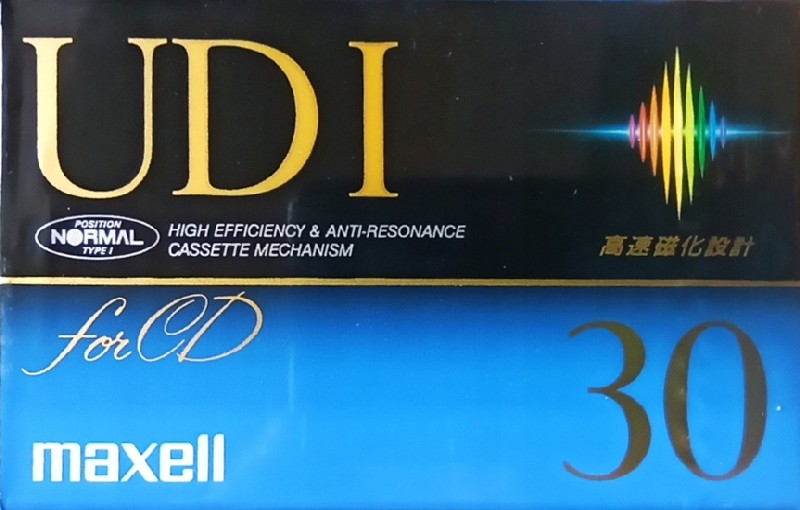 UD I
POSITION
NORMAL
TYPE I
HIGH EFFICIENCY & ANTI-RESONANCE
CASSETTE MECHANISM
高速磁化設計
for CD
30
maxell